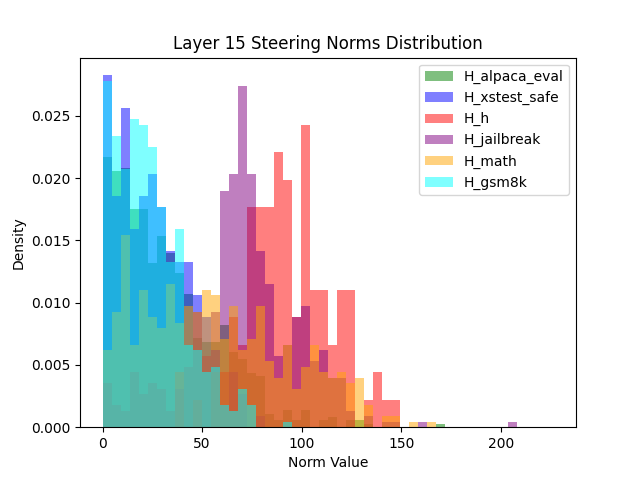 Layer 15 Steering Norms Distribution
H_alpaca_eval
H_xstest_safe
H_h
H_jailbreak
H_math
H_gsm8k
0.025
0.020
0.015
0.010
0.005
0.000
Density
0 50 100 150 200
Norm Value